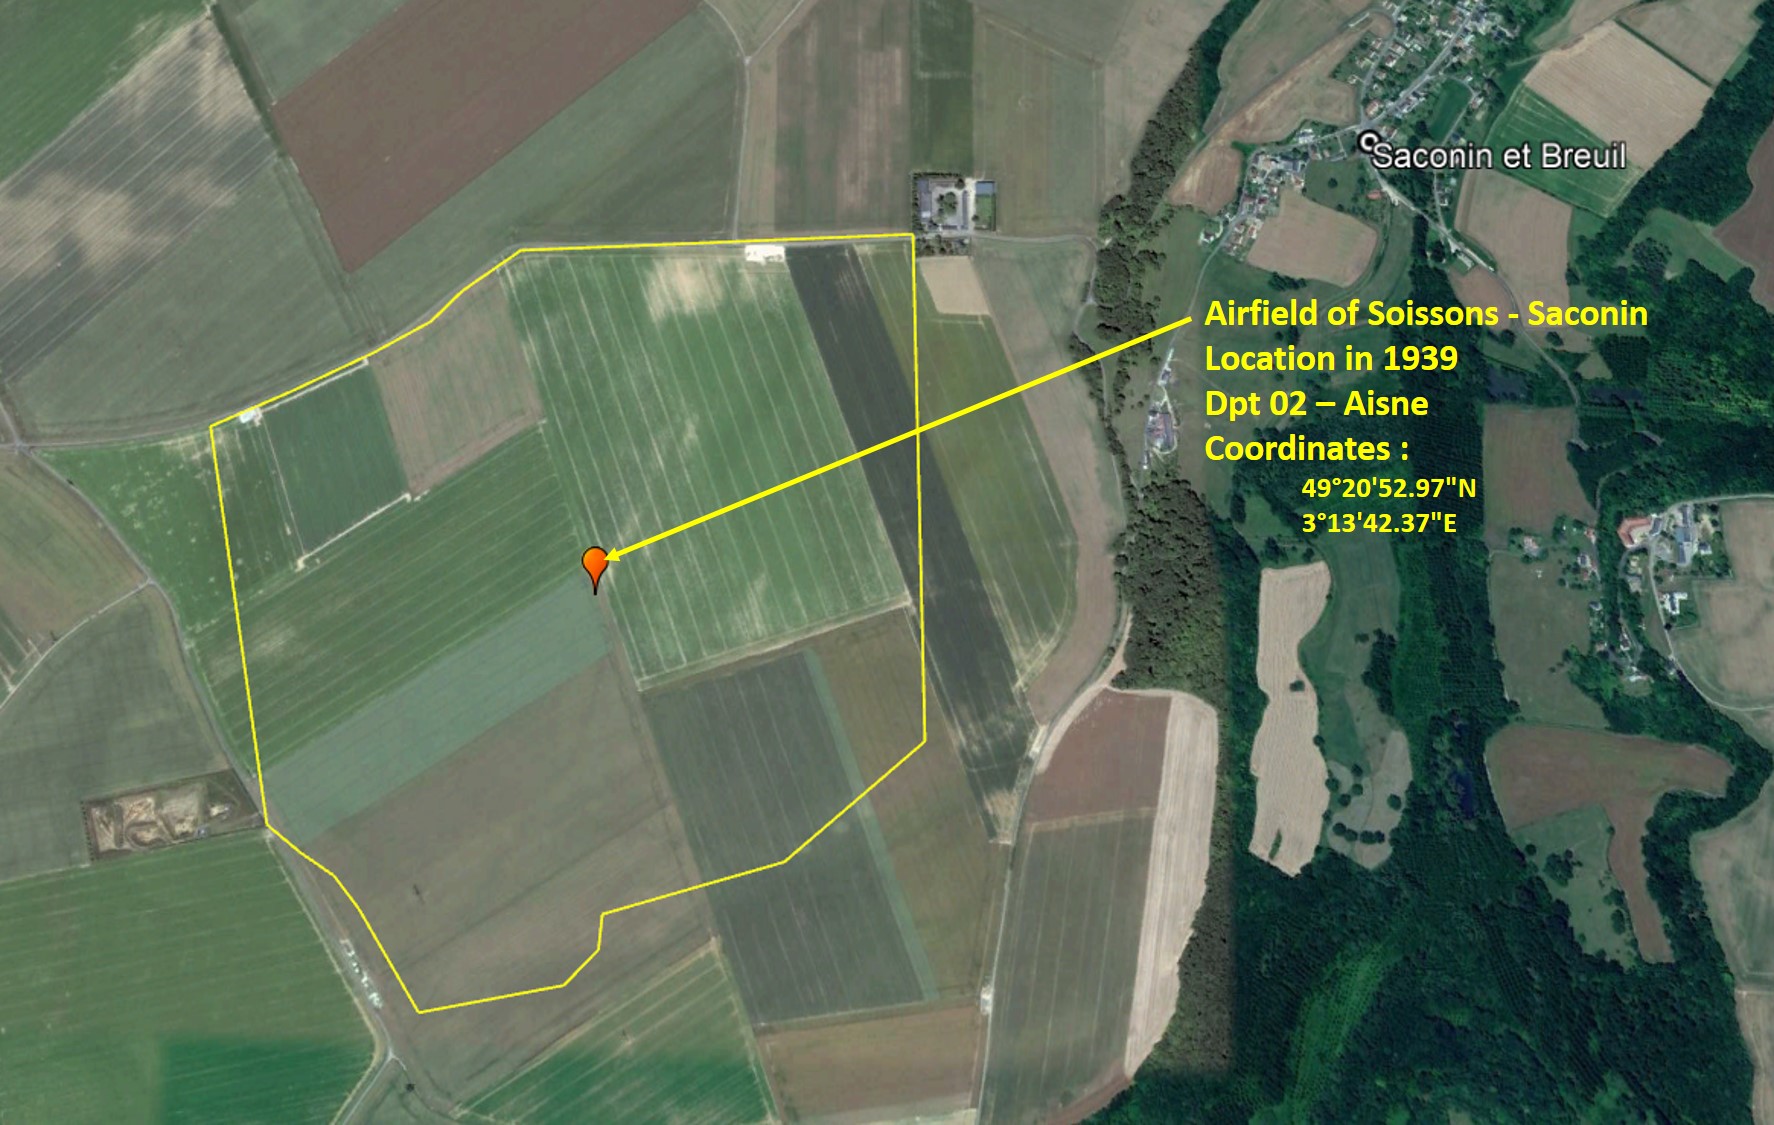 Saconin et Breuil
Airfield of Soissons - Saconin
Location in 1939
Dpt 02 – Aisne
Coordinates :
49°20'52.97"N
3°13'42.37"E